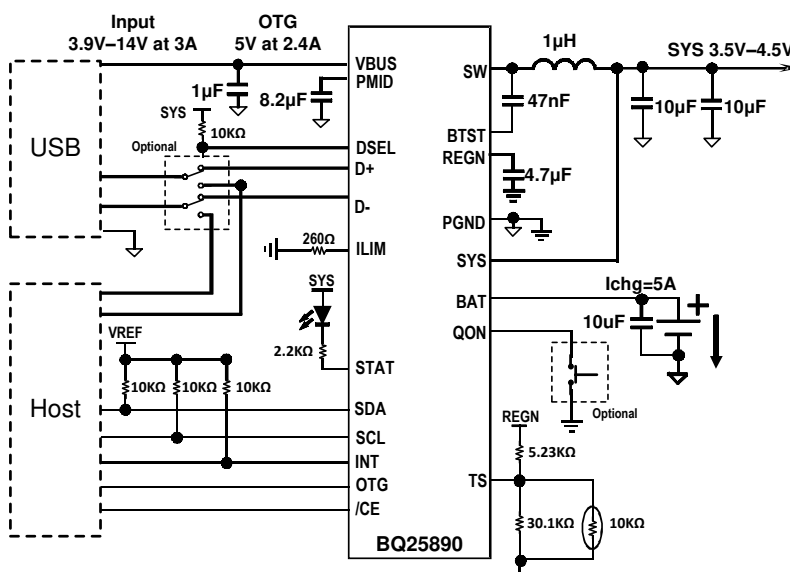 Input
3.9V–14V at 3A
OTG
5V at 2.4A
1µH
SYS 3.5V–4.5V
VBUS
PMID
1µF
8.2µF
SW
47nF
10µF
10µF
SYS
10KΩ
BTST
USB
Optional
DSEL
REGN
D+
4.7µF
D-
PGND
260Ω
ILIM
SYS
SYS
Ichg=5A
BAT
10uF
QON
VREF
2.2KΩ
STAT
10KΩ
10KΩ
10KΩ
Host
SDA
Optional
REGN
SCL
5.23KΩ
INT
TS
OTG
/CE
30.1KΩ
10KΩ
BQ25890